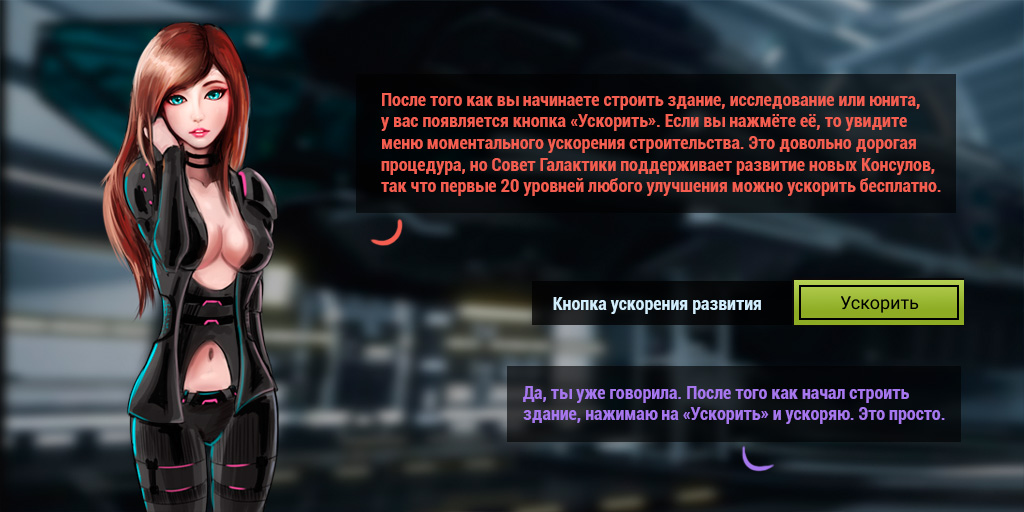 После того как вы начинаете строить здание, исследование или юнита,
у вас появляется кнопка «Ускорить». Если вы нажмёте её, то увидите
меню моментального ускорения строительства. Это довольно дорогая
процедура, но Совет Галактики поддерживает развитие новых Консулов,
так что первые 20 уровней любого улучшения можно ускорить бесплатно.
Кнопка ускорения развития
Ускорить
Да, ты уже говорила. После того как начал строить
здание, нажимаю на «Ускорить» и ускоряю. Это просто.